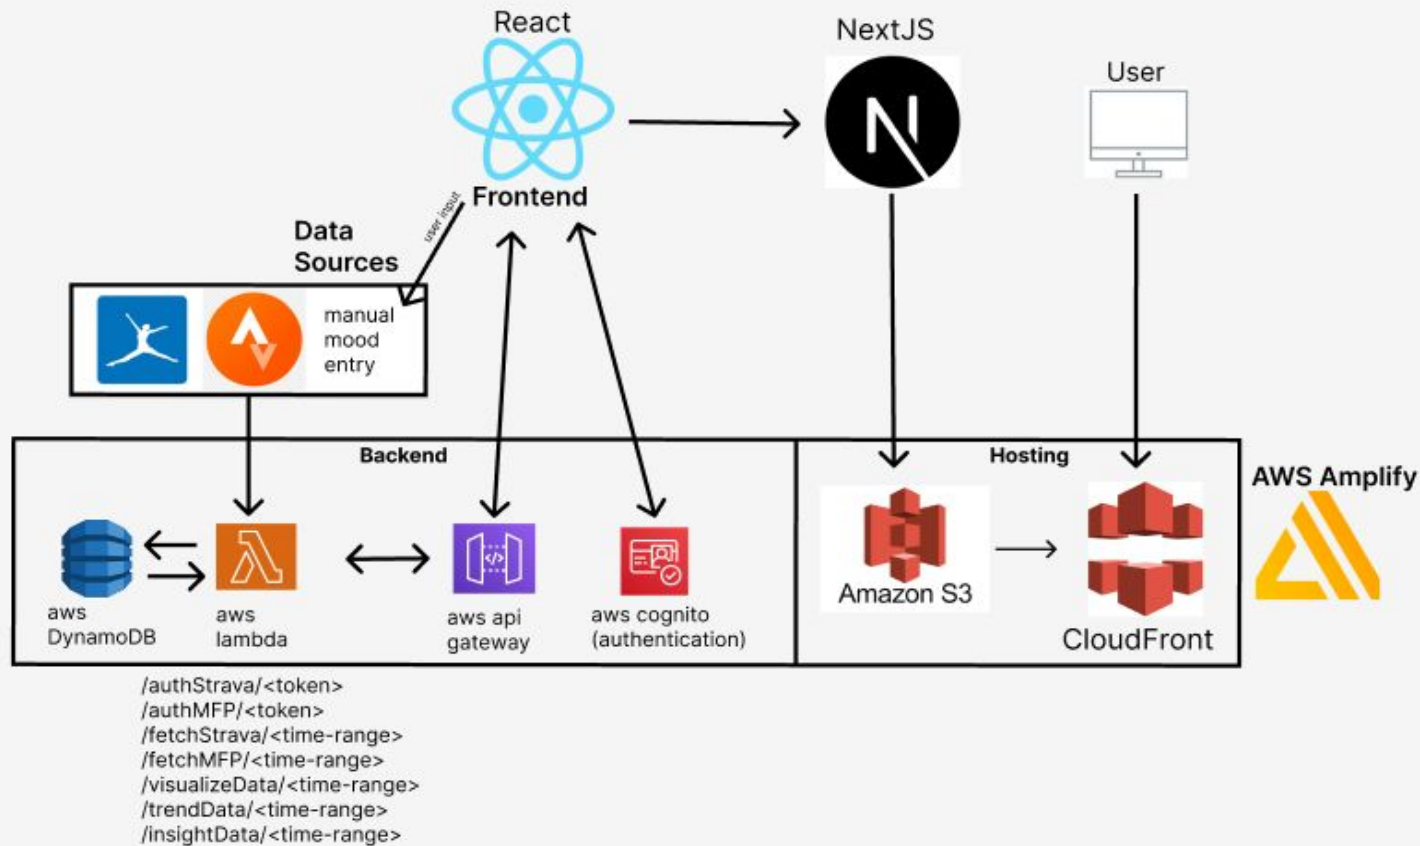 React
NextJS
User
Frontend
user input
Data
Sources
manual
mood
entry
Backend
Hosting
AWS Amplify
aws
DynamoDB
aws
lambda
aws api
gateway
aws cognito
(authentication)
Amazon S3
CloudFront
/authStrava/<token>
/authMFP/<token>
/fetchStrava/<time-range>
/fetchMFP/<time-range>
/visualizeData/<time-range>
/trendData/<time-range>
/insightData/<time-range>